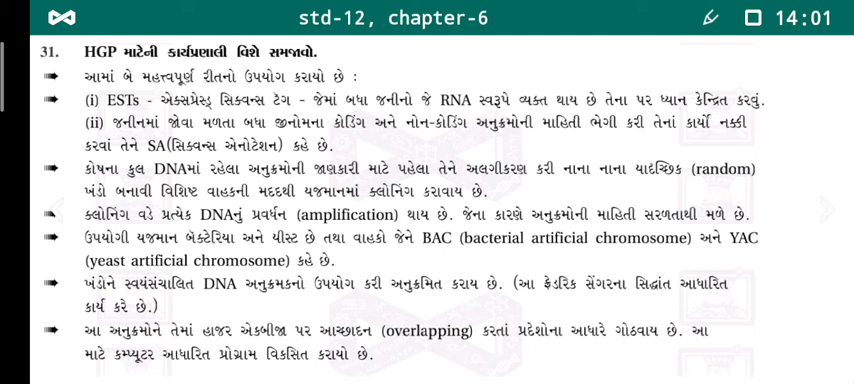 std-12, chapter-6
14:01
31. HGP માટેની કાર્યપ્રણાલી વિશે સમજાવો.
➠ આમાં બે મહત્ત્વપૂર્ણ રીતનો ઉપયોગ કરાયો છે :
➠ (i) ESTs - એક્સપ્રેસ્ડ્ સિક્વન્સ ટૅગ - જેમાં બધા જનીનો જે RNA સ્વરૂપે વ્યક્ત થાય છે તેના પર ધ્યાન કેન્દ્રિત કરવું.
(ii) જનીનમાં જોવા મળતા બધા જીનોમના કોડિંગ અને નોન-કોડિંગ અનુક્રમોની માહિતી ભેગી કરી તેનાં કાર્યો નક્કી
કરવાં તેને SA(સિક્વન્સ એનોટેશન) કહે છે.
➠ કોષના કુલ DNAમાં રહેલા અનુક્રમોની જાણકારી માટે પહેલા તેને અલગીકરણ કરી નાના નાના યાદચ્છિક (random)
ખંડો બનાવી વિશિષ્ટ વાહકની મદદથી યજમાનમાં ક્લોનિંગ કરાવાય છે.
➠ ક્લોનિંગ વડે પ્રત્યેક DNAનું પ્રવર્ધન (amplification) થાય છે. જેના કારણે અનુક્રમોની માહિતી સરળતાથી મળે છે.
➠ ઉપયોગી યજમાન બૅક્ટેરિયા અને યીસ્ટ છે તથા વાહકો જેને BAC (bacterial artificial chromosome) અને YAC
(yeast artificial chromosome) કહે છે.
➠ ખંડોને સ્વયંસંચાલિત DNA અનુક્રમકનો ઉપયોગ કરી અનુક્રમિત કરાય છે. (આ ફ્રેડરિક સેંગરના સિદ્ધાંત આધારિત
કાર્ય કરે છે.)
➠ આ અનુક્રમોને તેમાં હાજર એકબીજા પર આચ્છાદન (overlapping) કરતાં પ્રદેશોના આધારે ગોઠવાય છે. આ
માટે કમ્પ્યૂટર આધારિત પ્રોગ્રામ વિકસિત કરાયો છે.